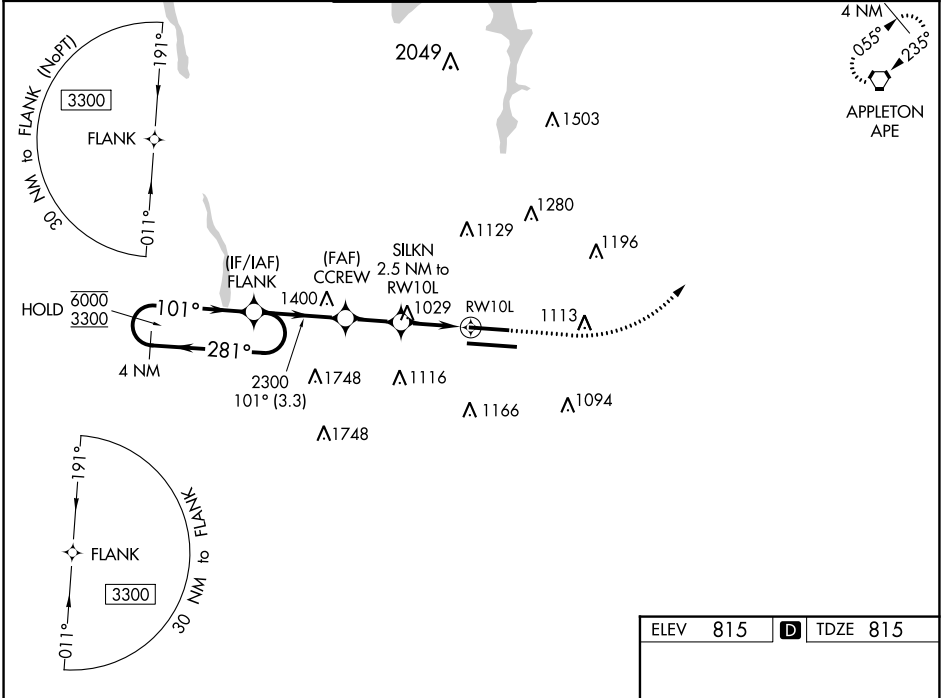 30 NM to FLANK (NoPT)
191°
3300
FLANK
011°
2049
1503
4 NM
055°
235°
APPLETON
APE
1280
1129
1196
(IF/IAF)
FLANK
(FAF)
CCREW
SILKN
2.5 NM to
RW10L
1400
1029
RW10L
1113
HOLD 6000
3300
101°
281°
4 NM
2300
101° (3.3)
1748
1116
1166
1094
1748
191°
FLANK
3300
011°
30 NM to FLANK
ELEV 815 D TDZE 815